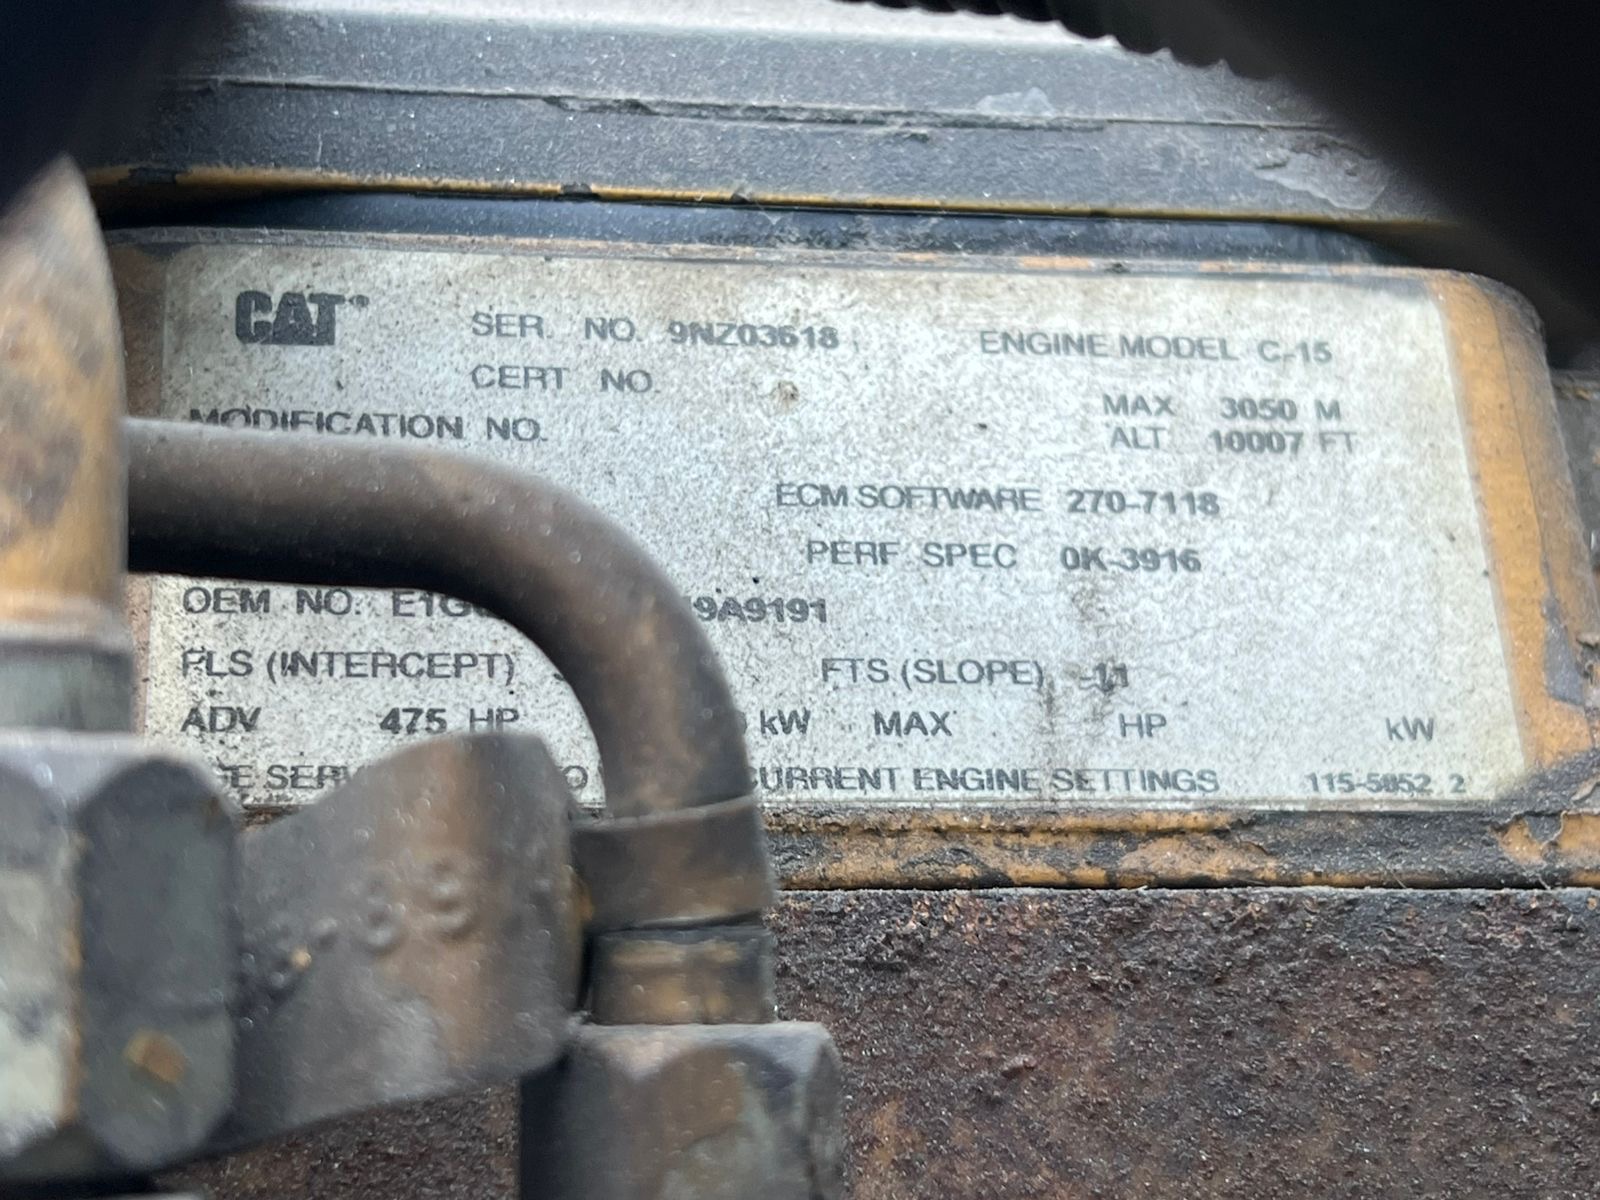 CAT SER. NO. 9NZ03618 ENGINE MODEL C-15
CERT NO.
MAX 3050 M
MODIFICATION NO.
ALT 10007 FT
ECM SOFTWARE 270-7118
PERF SPEC 0K-3916
OEM NO. 9A9191
FLS (INTERCEPT) FTS (SLOPE) -11
ADV 475 HP kW MAX HP kW
CURRENT ENGINE SETTINGS 115-5852 2